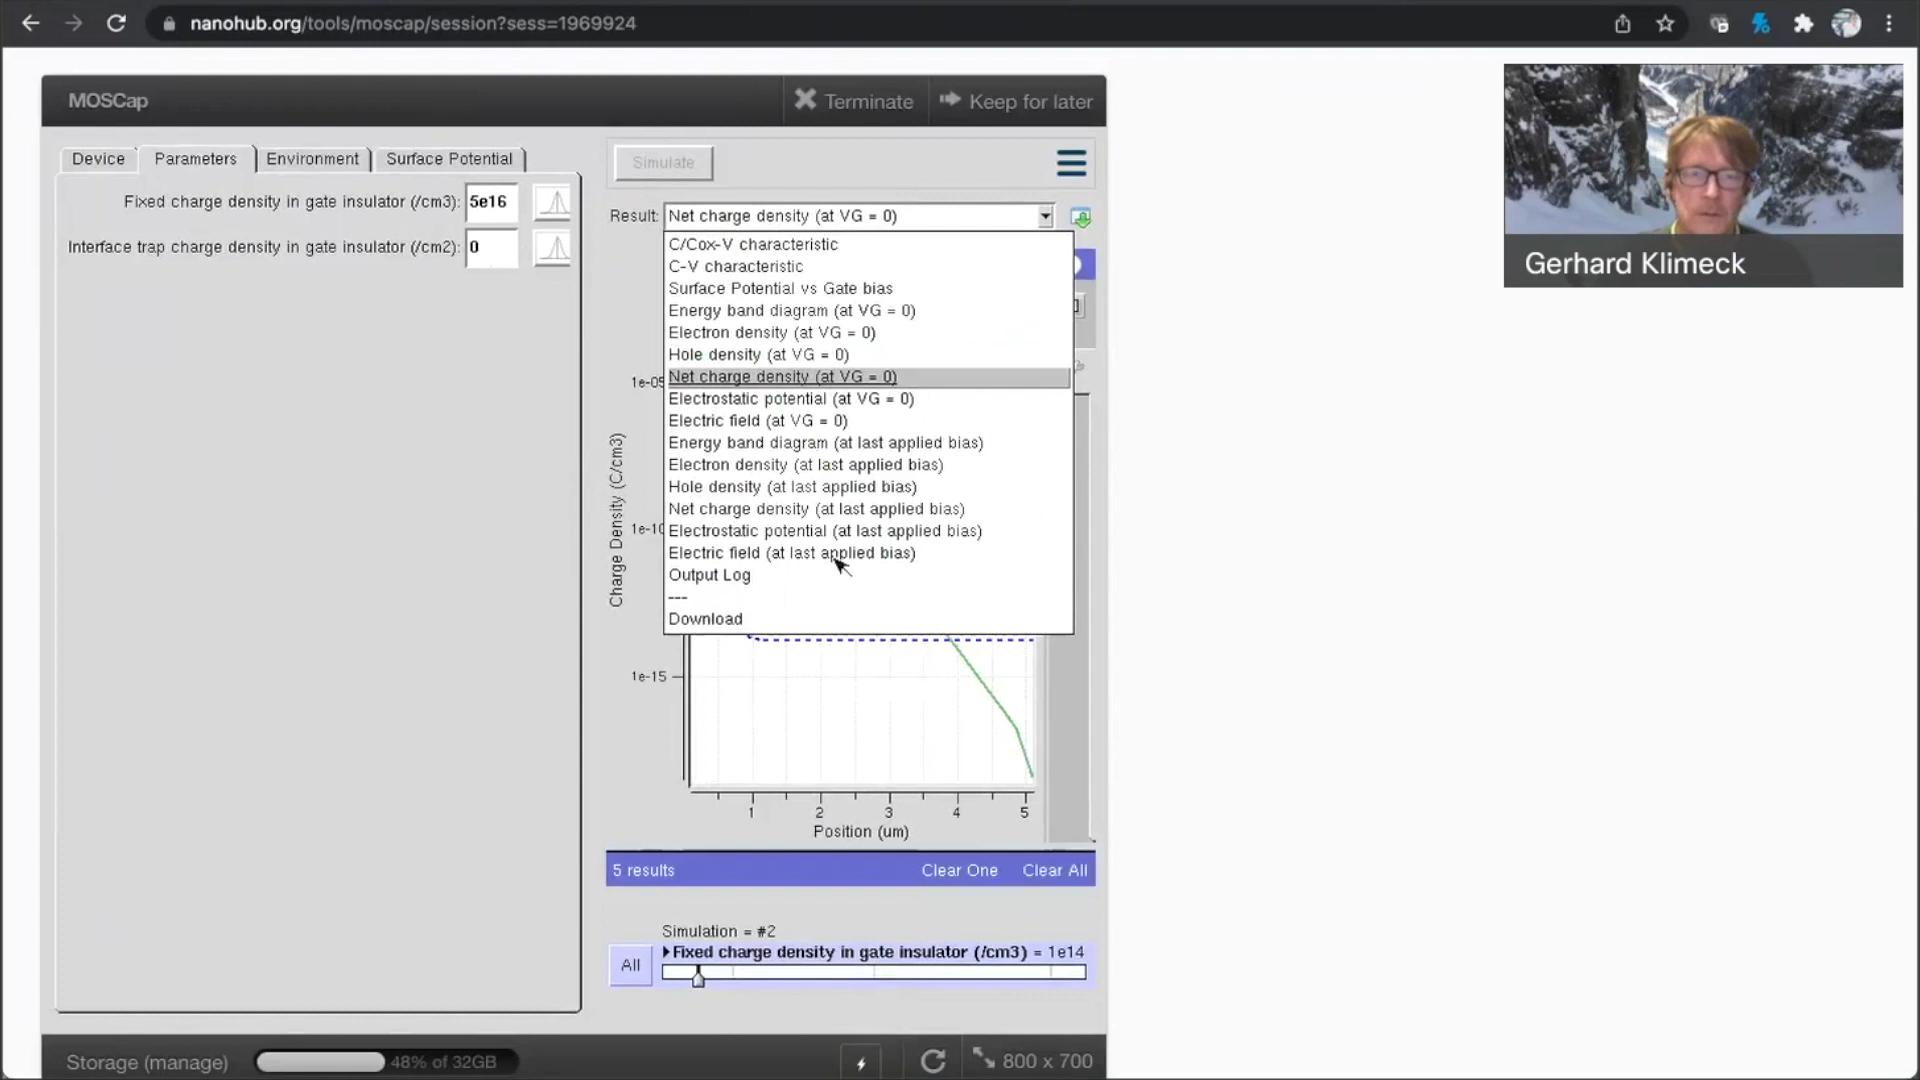 nanohub.org/tools/moscap/session?sess=1969924
MOSCap
Terminate
Keep for later
Device
Parameters
Environment
Surface Potential
Fixed charge density in gate insulator (/cm3): 5e16
Interface trap charge density in gate insulator (/cm2): 0
Simulate
Result: Net charge density (at VG = 0)
C/Cox-V characteristic
C-V characteristic
Surface Potential vs Gate bias
Energy band diagram (at VG = 0)
Electron density (at VG = 0)
Hole density (at VG = 0)
Net charge density (at VG = 0)
Electrostatic potential (at VG = 0)
Electric field (at VG = 0)
Energy band diagram (at last applied bias)
Electron density (at last applied bias)
Hole density (at last applied bias)
Net charge density (at last applied bias)
Electrostatic potential (at last applied bias)
Electric field (at last applied bias)
Output Log
---
Download
Charge Density (C/cm3)
1e-05
1e-10
1e-15
1 2 3 4 5
Position (um)
5 results
Clear One
Clear All
Simulation = #2
All
Fixed charge density in gate insulator (/cm3) = 1e14
Storage (manage)
48% of 32GB
800 x 700
Gerhard Klimeck